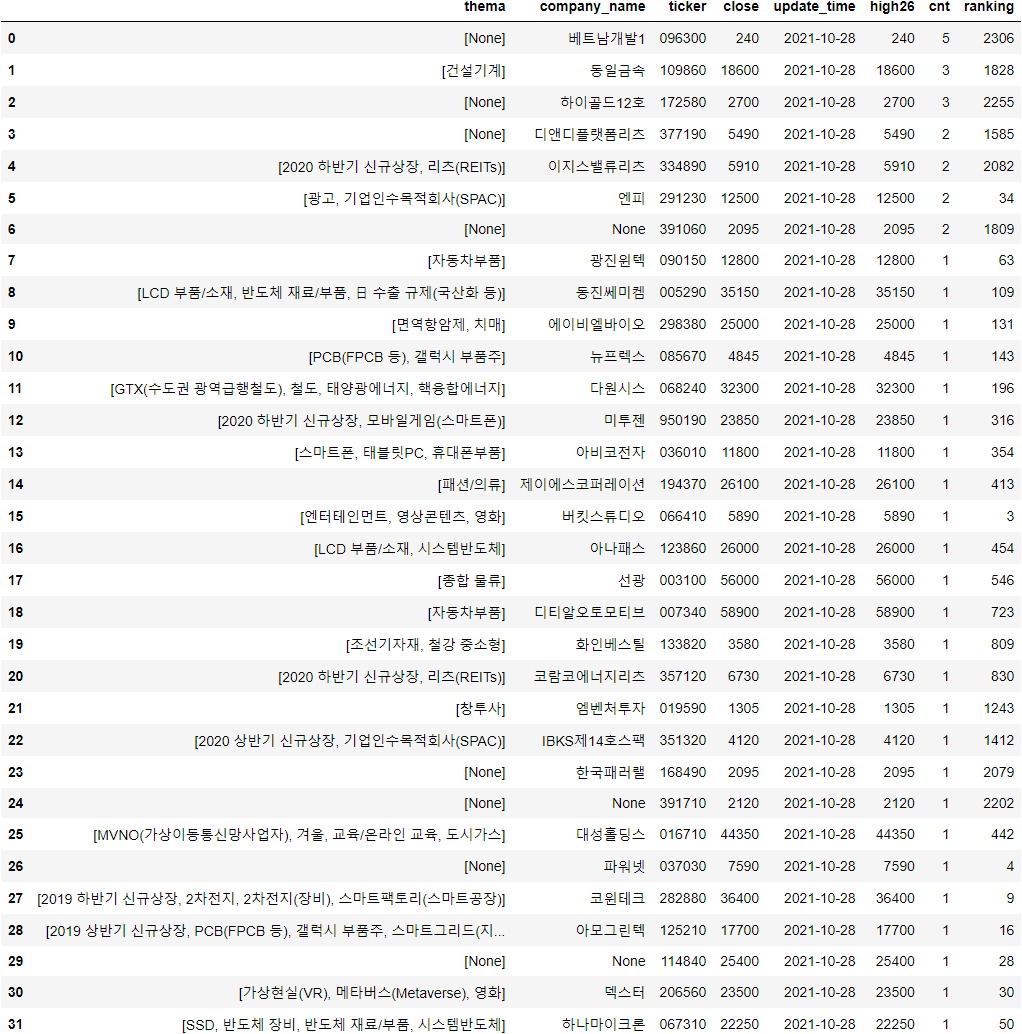 thema company_name ticker close update_time high26 cnt ranking
0 [None] 베트남개발1 096300 240 2021-10-28 240 5 2306
1 [건설기계] 동일금속 109860 18600 2021-10-28 18600 3 1828
2 [None] 하이골드12호 172580 2700 2021-10-28 2700 3 2255
3 [None] 디앤디플랫폼리츠 377190 5490 2021-10-28 5490 2 1585
4 [2020 하반기 신규상장, 리츠(REITs)] 이지스밸류리츠 334890 5910 2021-10-28 5910 2 2082
5 [광고, 기업인수목적회사(SPAC)] 엔피 291230 12500 2021-10-28 12500 2 34
6 [None] None 391060 2095 2021-10-28 2095 2 1809
7 [자동차부품] 광진윈텍 090150 12800 2021-10-28 12800 1 63
8 [LCD 부품/소재, 반도체 재료/부품, 日 수출 규제(국산화 등)] 동진쎄미켐 005290 35150 2021-10-28 35150 1 109
9 [면역항암제, 치매] 에이비엘바이오 298380 25000 2021-10-28 25000 1 131
10 [PCB(FPCB 등), 갤럭시 부품주] 뉴프렉스 085670 4845 2021-10-28 4845 1 143
11 [GTX(수도권 광역급행철도), 철도, 태양광에너지, 핵융합에너지] 다원시스 068240 32300 2021-10-28 32300 1 196
12 [2020 하반기 신규상장, 모바일게임(스마트폰)] 미투젠 950190 23850 2021-10-28 23850 1 316
13 [스마트폰, 태블릿PC, 휴대폰부품] 아비코전자 036010 11800 2021-10-28 11800 1 354
14 [패션/의류] 제이에스코퍼레이션 194370 26100 2021-10-28 26100 1 413
15 [엔터테인먼트, 영상콘텐츠, 영화] 버킷스튜디오 066410 5890 2021-10-28 5890 1 3
16 [LCD 부품/소재, 시스템반도체] 아나패스 123860 26000 2021-10-28 26000 1 454
17 [종합 물류] 선광 003100 56000 2021-10-28 56000 1 546
18 [자동차부품] 디티알오토모티브 007340 58900 2021-10-28 58900 1 723
19 [조선기자재, 철강 중소형] 화인베스틸 133820 3580 2021-10-28 3580 1 809
20 [2020 하반기 신규상장, 리츠(REITs)] 코람코에너지리츠 357120 6730 2021-10-28 6730 1 830
21 [창투사] 엠벤처투자 019590 1305 2021-10-28 1305 1 1243
22 [2020 상반기 신규상장, 기업인수목적회사(SPAC)] IBKS제14호스팩 351320 4120 2021-10-28 4120 1 1412
23 [None] 한국패러랠 168490 2095 2021-10-28 2095 1 2079
24 [None] None 391710 2120 2021-10-28 2120 1 2202
25 [MVNO(가상이동통신망사업자), 겨울, 교육/온라인 교육, 도시가스] 대성홀딩스 016710 44350 2021-10-28 44350 1 442
26 [None] 파워넷 037030 7590 2021-10-28 7590 1 4
27 [2019 하반기 신규상장, 2차전지, 2차전지(장비), 스마트팩토리(스마트공장)] 코윈테크 282880 36400 2021-10-28 36400 1 9
28 [2019 상반기 신규상장, PCB(FPCB 등), 갤럭시 부품주, 스마트그리드(지... 아모그린텍 125210 17700 2021-10-28 17700 1 16
29 [None] None 114840 25400 2021-10-28 25400 1 28
30 [가상현실(VR), 메타버스(Metaverse), 영화] 덱스터 206560 23500 2021-10-28 23500 1 30
31 [SSD, 반도체 장비, 반도체 재료/부품, 시스템반도체] 하나마이크론 067310 22250 2021-10-28 22250 1 50